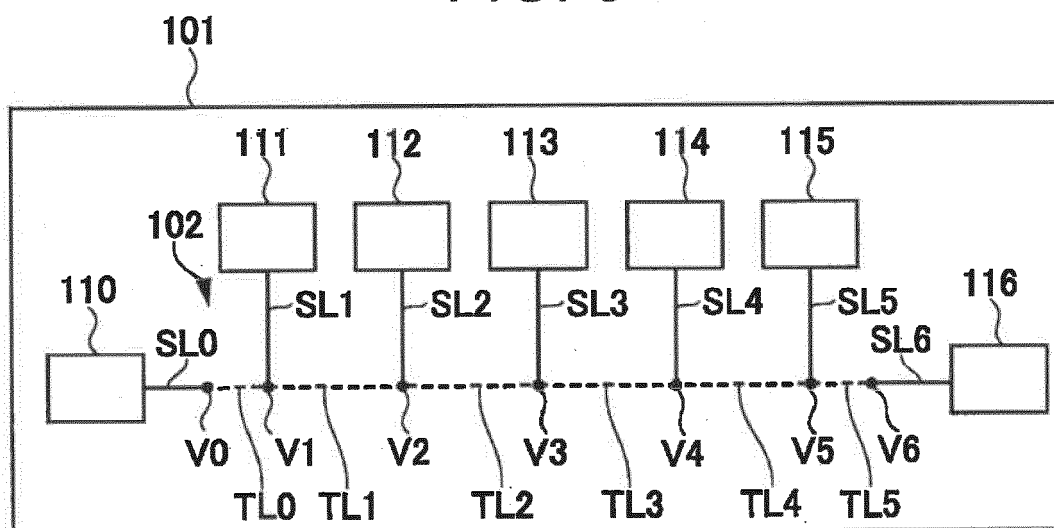 101
111 112 113 114 115
102
110 116
SL1 SL2 SL3 SL4 SL5
SL0 SL6
V0 V1 V2 V3 V4 V5 V6
TL0 TL1 TL2 TL3 TL4 TL5